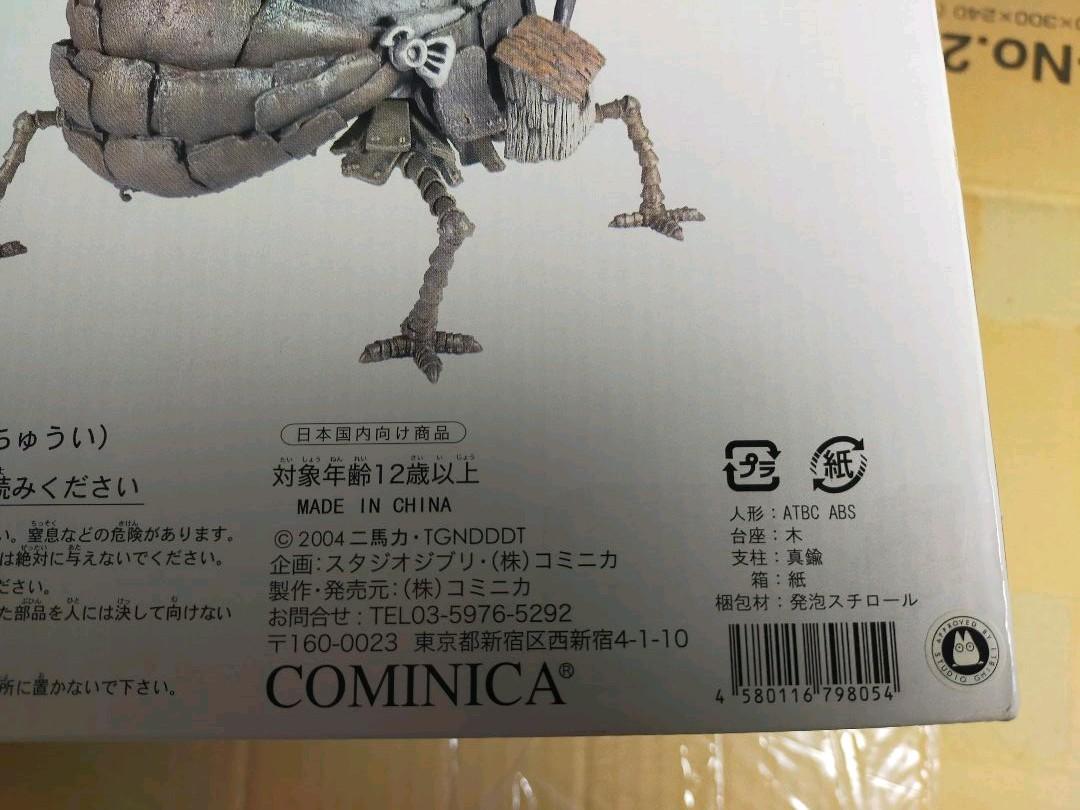 No.2
0×300×240
ちゅうい）
読みください
い。窒息などの危険があります。
は絶対に与えないでください。
ださい。
た部品を人には決して向けない
所に置かないで下さい。
日本国内向け商品
対象年齢12歳以上
MADE IN CHINA
©2004 二馬力・TGNDDDT
企画：スタジオジブリ・(株)コミニカ
製作・発売元：(株)コミニカ
お問合せ：TEL03-5976-5292
〒160-0023 東京都新宿区西新宿4-1-10
COMINICA®
プラ
紙
人形：ATBC ABS
台座：木
支柱：真鍮
箱：紙
梱包材：発泡スチロール
4 580116 798054
APPROVED BY STUDIO GHIBLI